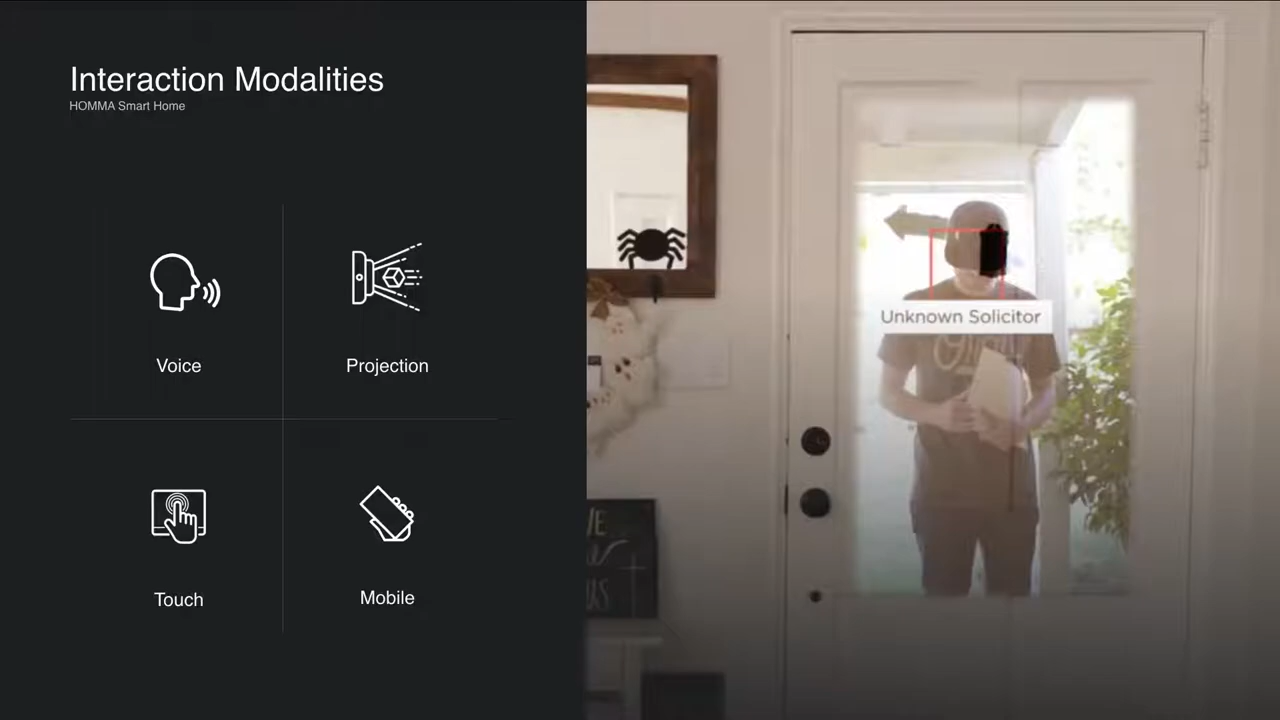 Interaction Modalities
HOMMA Smart Home
Voice
Projection
Touch
Mobile
Unknown Solicitor